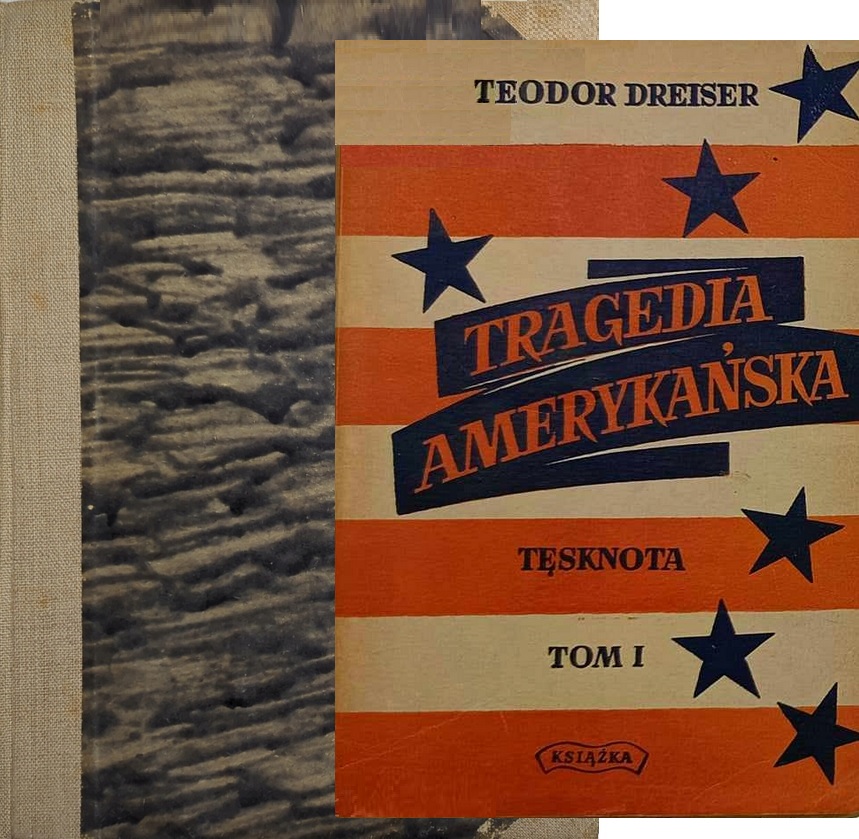 TEODOR DREISER
TRAGEDIA
AMERYKAŃSKA
TĘSKNOTA
TOM I
KSIĄŻKA